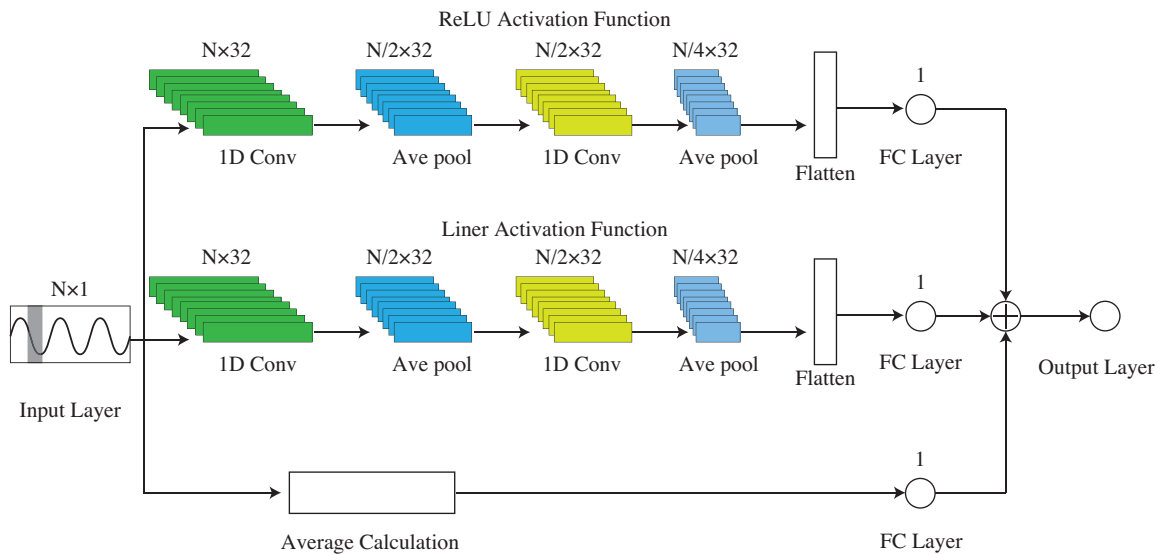 ReLU Activation Function
N×32
N/2×32
N/2×32
N/4×32
1
1D Conv
Ave pool
1D Conv
Ave pool
Flatten
FC Layer
Liner Activation Function
N×32
N/2×32
N/2×32
N/4×32
1
N×1
1D Conv
Ave pool
1D Conv
Ave pool
Flatten
FC Layer
Output Layer
Input Layer
1
Average Calculation
FC Layer